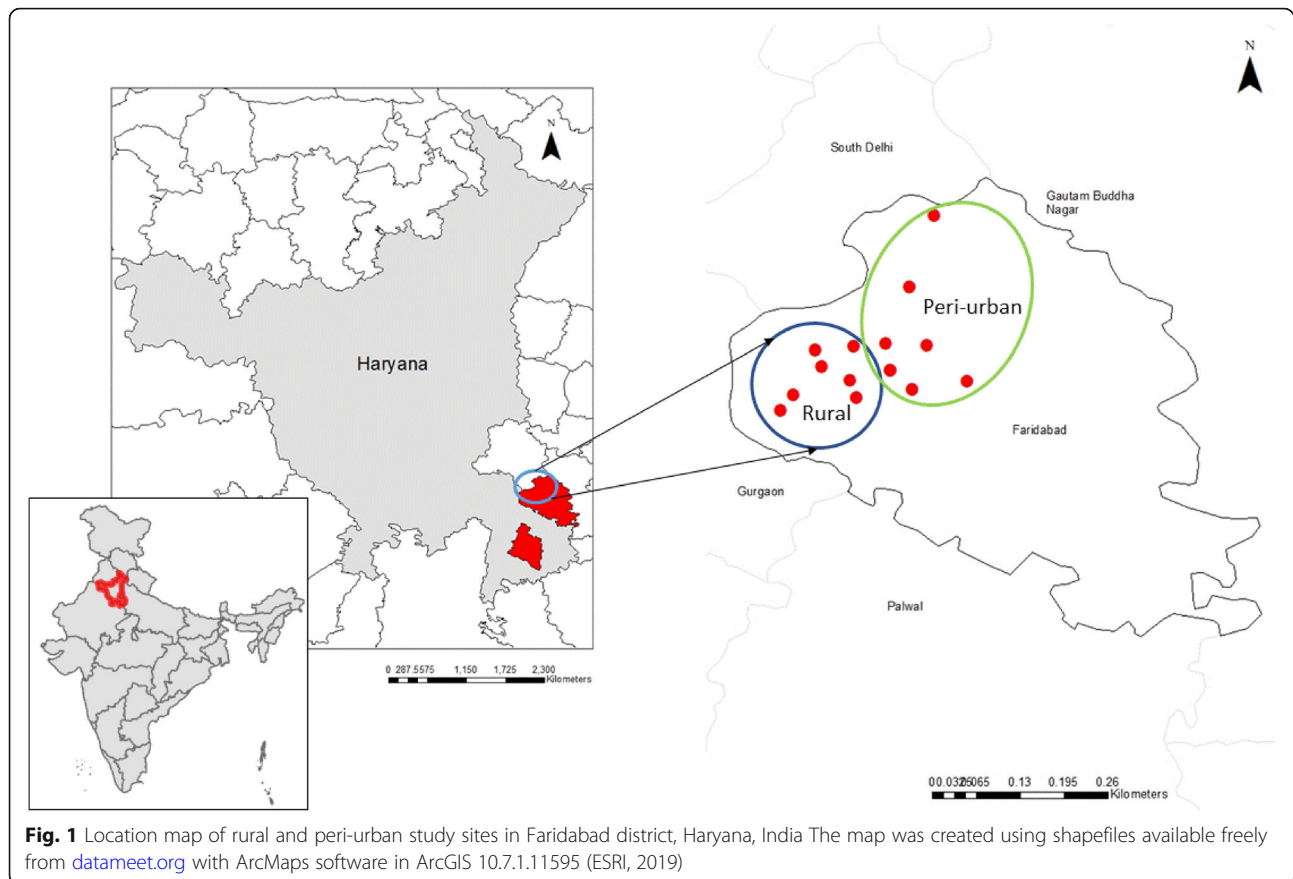 N
Haryana
0 287.5575 1,150 1,725 2,300
Kilometers
N
South Delhi
Gautam Buddha
Nagar
Peri-urban
Rural
Faridabad
Gurgaon
Palwal
0.13 0.195 0.26
Kilometers
Fig. 1 Location map of rural and peri-urban study sites in Faridabad district, Haryana, India The map was created using shapefiles available freely
from datameet.org with ArcMaps software in ArcGIS 10.7.1.11595 (ESRI, 2019)